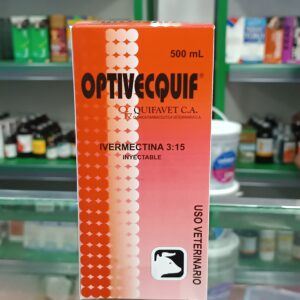 500 mL
OPTIVECQUIF®
QUIFAVET C.A.
IVERMECTINA 3:15
INYECTABLE
USO VETERINARIO